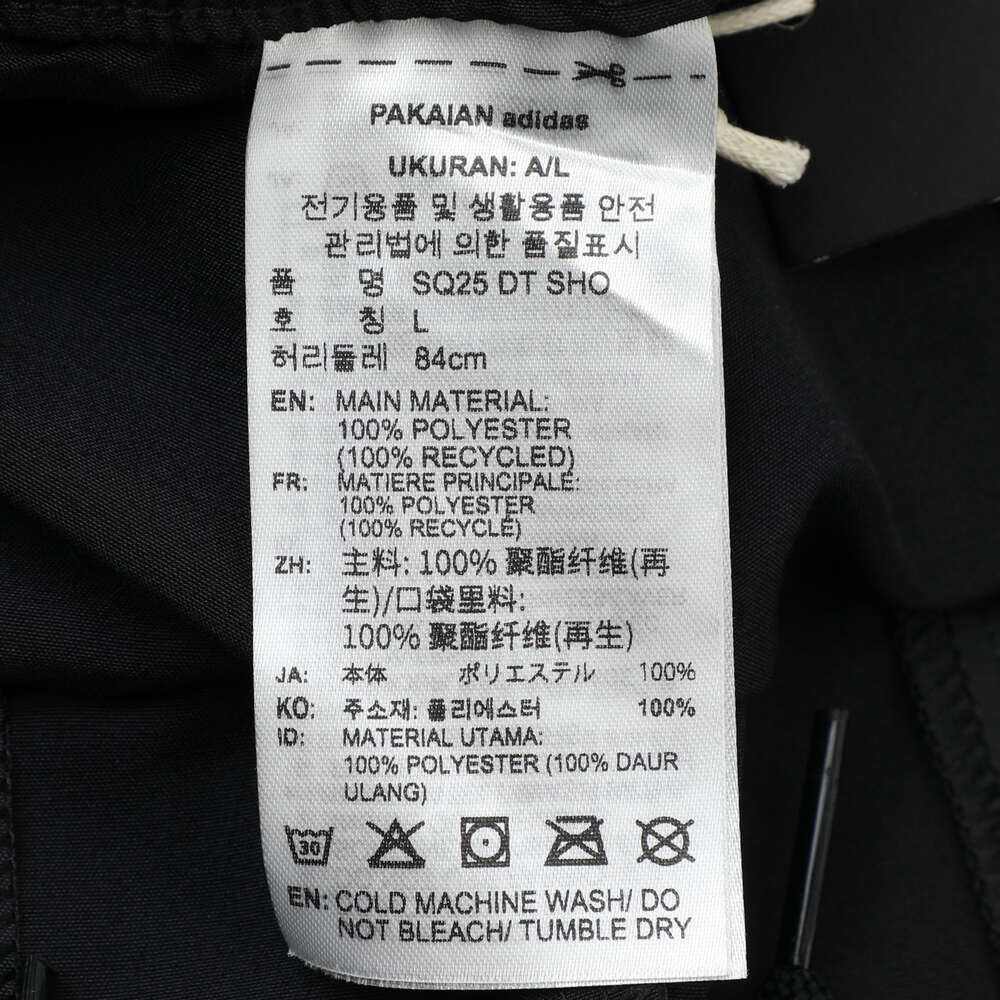 PAKAIAN adidas
UKURAN: A/L
전기용품 및 생활용품 안전
관리법에 의한 품질표시
품 명 SQ25 DT SHO
호 칭 L
허리둘레 84cm
EN: MAIN MATERIAL:
100% POLYESTER
(100% RECYCLED)
FR: MATIERE PRINCIPALE:
100% POLYESTER
(100% RECYCLÉ)
ZH: 主料: 100% 聚酯纤维(再
生)/口袋里料:
100% 聚酯纤维(再生)
JA: 本体 ポリエステル 100%
KO: 주소재: 폴리에스터 100%
ID: MATERIAL UTAMA:
100% POLYESTER (100% DAUR
ULANG)
30
EN: COLD MACHINE WASH/ DO
NOT BLEACH/ TUMBLE DRY